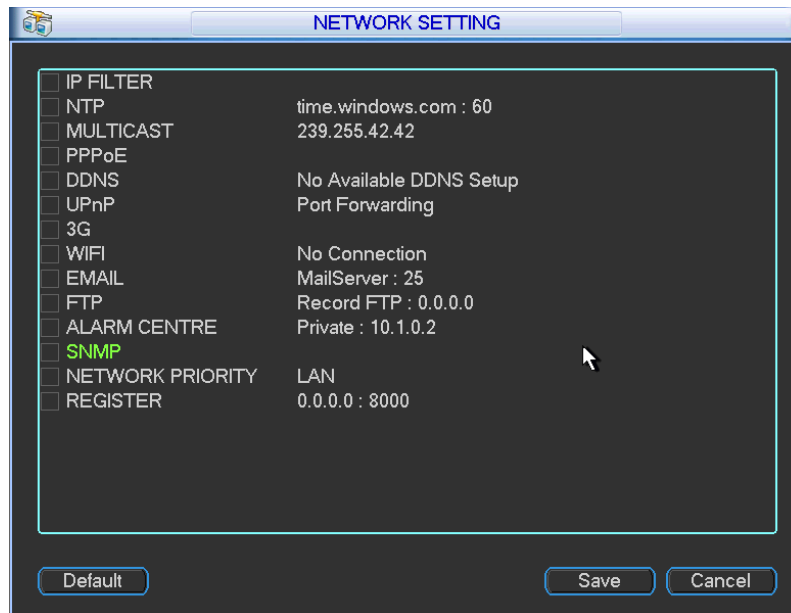 NETWORK SETTING
IP FILTER
NTP time.windows.com : 60
MULTICAST 239.255.42.42
PPPoE
DDNS No Available DDNS Setup
UPnP Port Forwarding
3G
WIFI No Connection
EMAIL MailServer : 25
FTP Record FTP : 0.0.0.0
ALARM CENTRE Private : 10.1.0.2
SNMP
NETWORK PRIORITY LAN
REGISTER 0.0.0.0 : 8000
Default Save Cancel